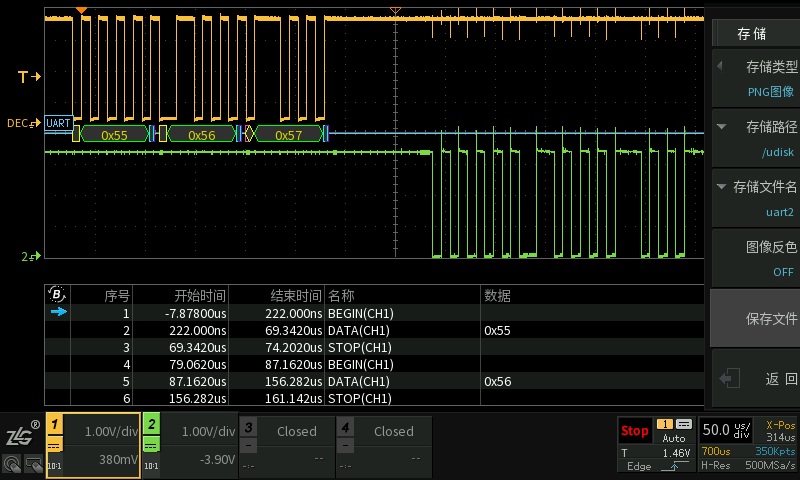 存 储
存储类型
PNG图像
T
DEC
UART
0x55
0x56
0x57
存储路径
/udisk
存储文件名
uart2
2
图像反色
OFF
B
序号 开始时间 结束时间 名称 数据
1 -7.87800us 222.000ns BEGIN(CH1)
2 222.000ns 69.3420us DATA(CH1) 0x55
3 69.3420us 74.2020us STOP(CH1)
4 79.0620us 87.1620us BEGIN(CH1)
5 87.1620us 156.282us DATA(CH1) 0x56
6 156.282us 161.142us STOP(CH1)
保存文件
返 回
ZLG®
1 1.00V/div
10:1 380mV
2 1.00V/div
10:1 -3.90V
3 Closed
-:- --
4 Closed
-:- --
Stop 1 Auto
T 1.46V
Edge
50.0 us/div X-Pos 314us
700us 350Kpts
H-Res 500MSa/s